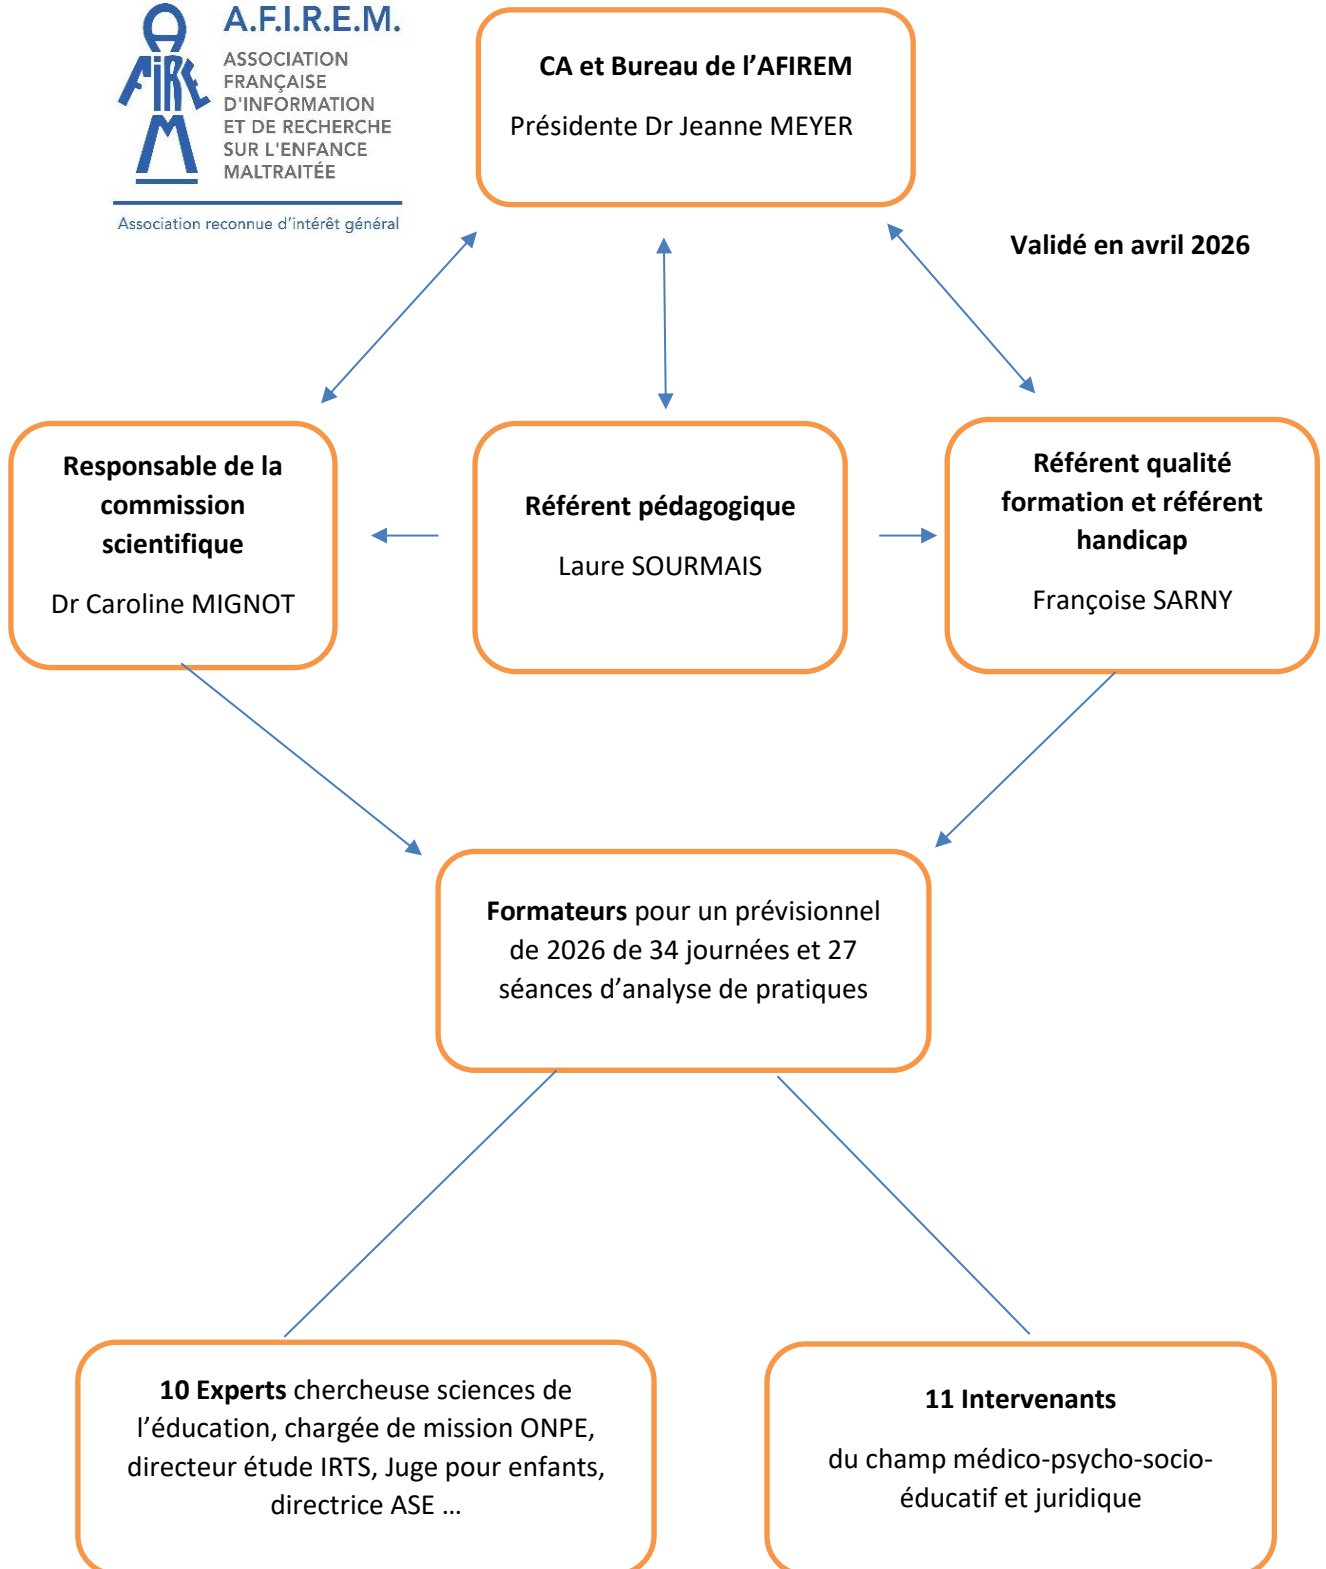 A.F.I.R.E.M.
ASSOCIATION
FRANÇAISE
D'INFORMATION
ET DE RECHERCHE
SUR L'ENFANCE
MALTRAITÉE
AFIREM
Association reconnue d'intérêt général
CA et Bureau de l’AFIREM
Présidente Dr Jeanne MEYER
Validé en avril 2026
Responsable de la
commission
scientifique
Dr Caroline MIGNOT
Référent pédagogique
Laure SOURMAIS
Référent qualité
formation et référent
handicap
Françoise SARNY
Formateurs pour un prévisionnel
de 2026 de 34 journées et 27
séances d’analyse de pratiques
10 Experts chercheuse sciences de
l’éducation, chargée de mission ONPE,
directeur étude IRTS, Juge pour enfants,
directrice ASE …
11 Intervenants
du champ médico-psycho-socio-
éducatif et juridique